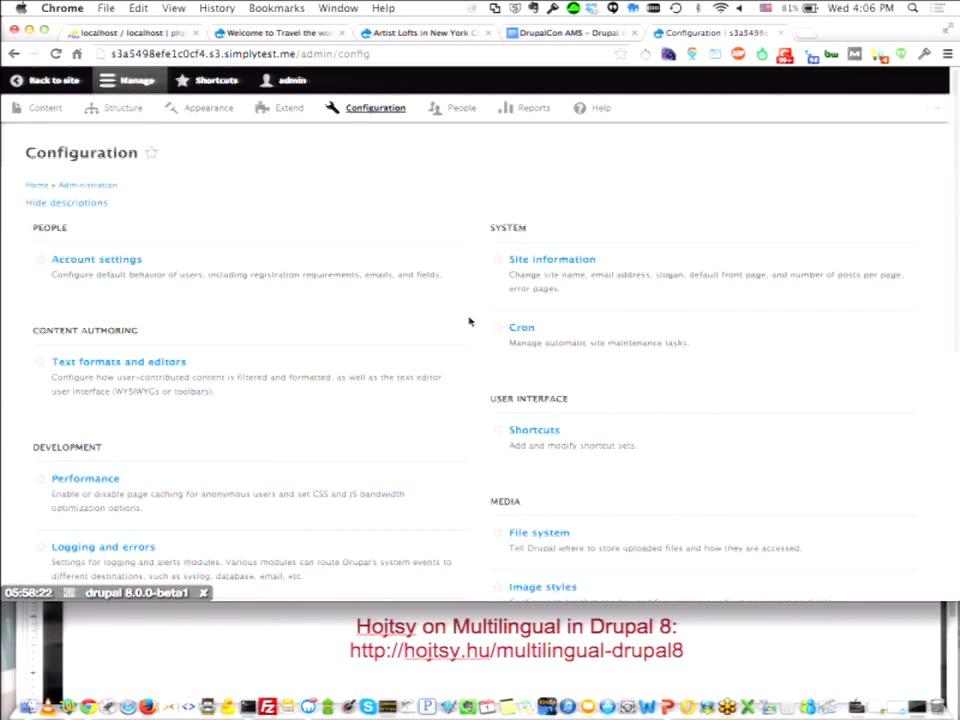 Chrome File Edit View History Bookmarks Window Help 81% Wed 4:06 PM
localhost / localhost | php Welcome to Travel the wor Artist Lofts in New York C DrupalCon AMS – Drupal Configuration | s3a5498e
s3a5498efe1c0cf4.s3.simplytest.me/admin/config
Back to site Manage Shortcuts admin
Content Structure Appearance Extend Configuration People Reports Help
Configuration
Home » Administration
Hide descriptions
PEOPLE
Account settings
Configure default behavior of users, including registration requirements, emails, and fields.
CONTENT AUTHORING
Text formats and editors
Configure how user-contributed content is filtered and formatted, as well as the text editor
user interface (WYSIWYGs or toolbars).
DEVELOPMENT
Performance
Enable or disable page caching for anonymous users and set CSS and JS bandwidth
optimization options.
Logging and errors
Settings for logging and alerts modules. Various modules can route Drupal's system events to
different destinations, such as syslog, database, email, etc.
SYSTEM
Site information
Change site name, email address, slogan, default front page, and number of posts per page,
error pages.
Cron
Manage automatic site maintenance tasks.
USER INTERFACE
Shortcuts
Add and modify shortcut sets.
MEDIA
File system
Tell Drupal where to store uploaded files and how they are accessed.
Image styles
05:58:22 drupal 8.0.0-beta1 x
Hojtsy on Multilingual in Drupal 8:
http://hojtsy.hu/multilingual-drupal8